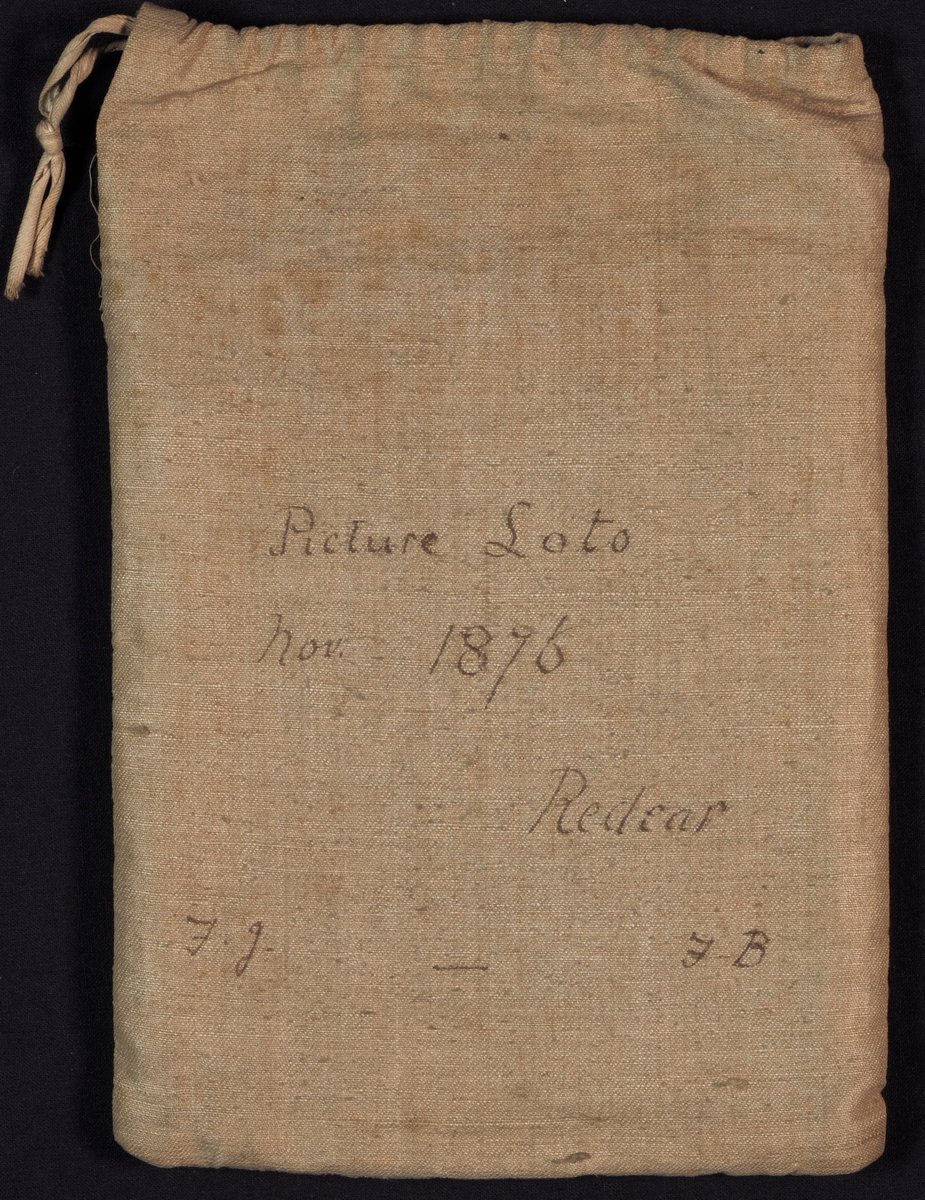 Picture Loto
Nov. 1876
Redcar
F. J. — F-B